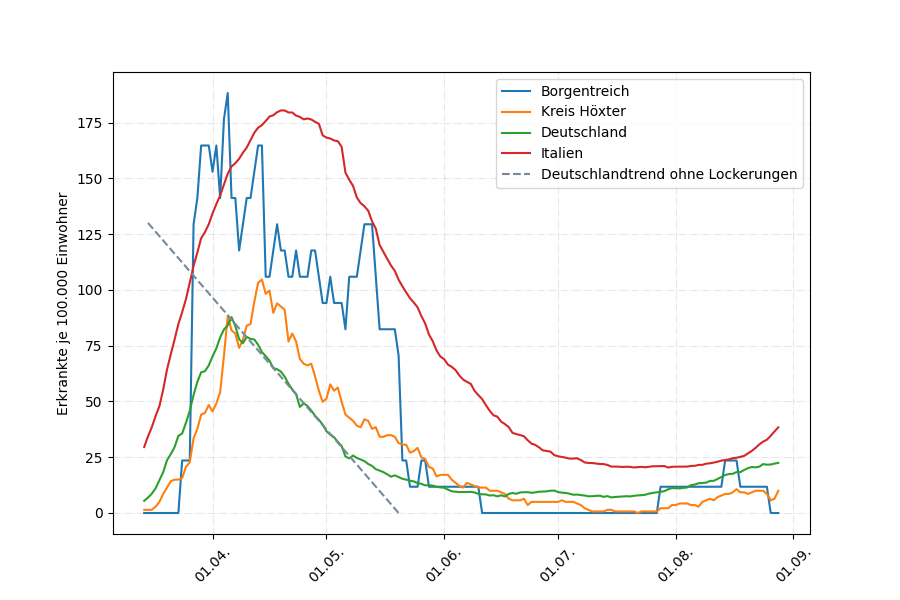 Borgentreich
Kreis Höxter
Deutschland
Italien
Deutschlandtrend ohne Lockerungen
Erkrankte je 100.000 Einwohner
175
150
125
100
75
50
25
0
01.04.
01.05.
01.06.
01.07.
01.08.
01.09.